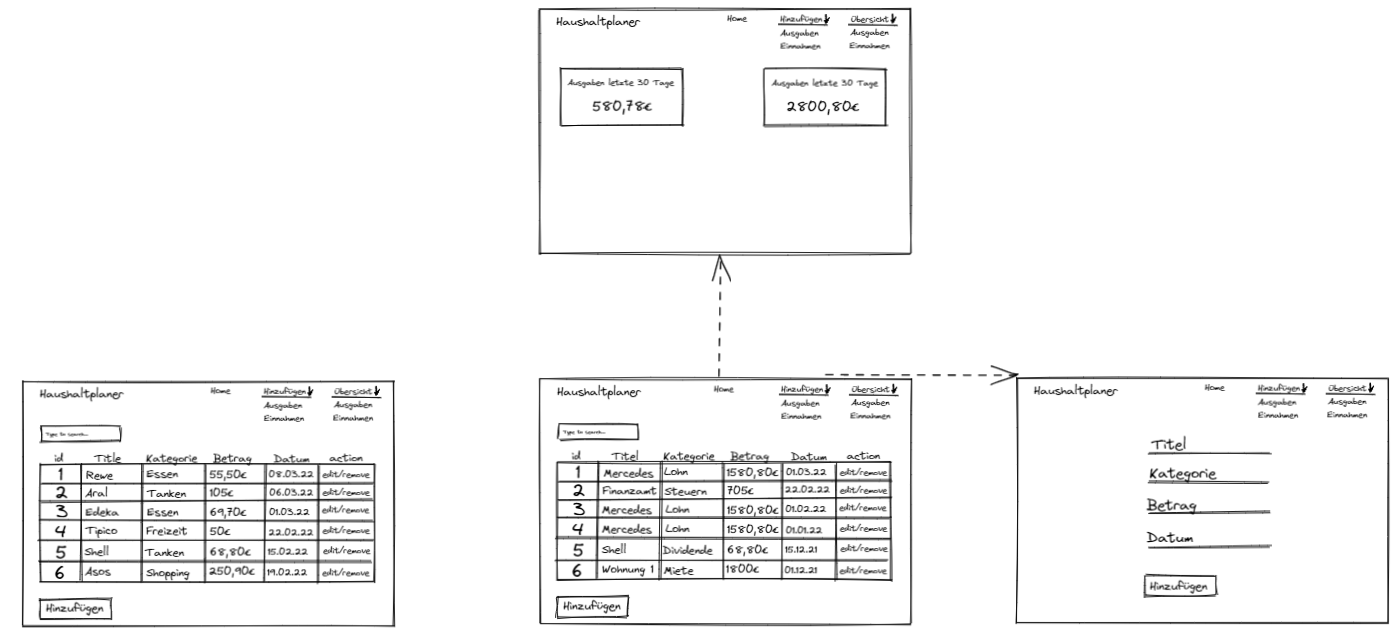 Haushaltplaner Home Hinzufügen Übersicht
Ausgaben Ausgaben
Einnahmen Einnahmen
Ausgaben letzte 30 Tage
580,78€
Ausgaben letzte 30 Tage
2800,80€
Haushaltplaner Home Hinzufügen Übersicht
Ausgaben Ausgaben
Einnahmen Einnahmen
Type to search...
id Title Kategorie Betrag Datum action
1 Rewe Essen 55,50€ 08.03.22 edit/remove
2 Aral Tanken 105€ 06.03.22 edit/remove
3 Edeka Essen 69,70€ 01.03.22 edit/remove
4 Tipico Freizeit 50€ 22.02.22 edit/remove
5 Shell Tanken 68,80€ 15.02.22 edit/remove
6 Asos Shopping 250,90€ 14.02.22 edit/remove
Hinzufügen
Haushaltplaner Home Hinzufügen Übersicht
Ausgaben Ausgaben
Einnahmen Einnahmen
Type to search...
id Titel Kategorie Betrag Datum action
1 Mercedes Lohn 1580,80€ 01.03.22 edit/remove
2 Finanzamt Steuern 705€ 22.02.22 edit/remove
3 Mercedes Lohn 1580,80€ 01.02.22 edit/remove
4 Mercedes Lohn 1580,80€ 01.01.22 edit/remove
5 Shell Dividende 68,80€ 15.12.21 edit/remove
6 Wohnung 1 Miete 1800€ 01.12.21 edit/remove
Hinzufügen
Haushaltplaner Home Hinzufügen Übersicht
Ausgaben Ausgaben
Einnahmen Einnahmen
Titel
Kategorie
Betrag
Datum
Hinzufügen